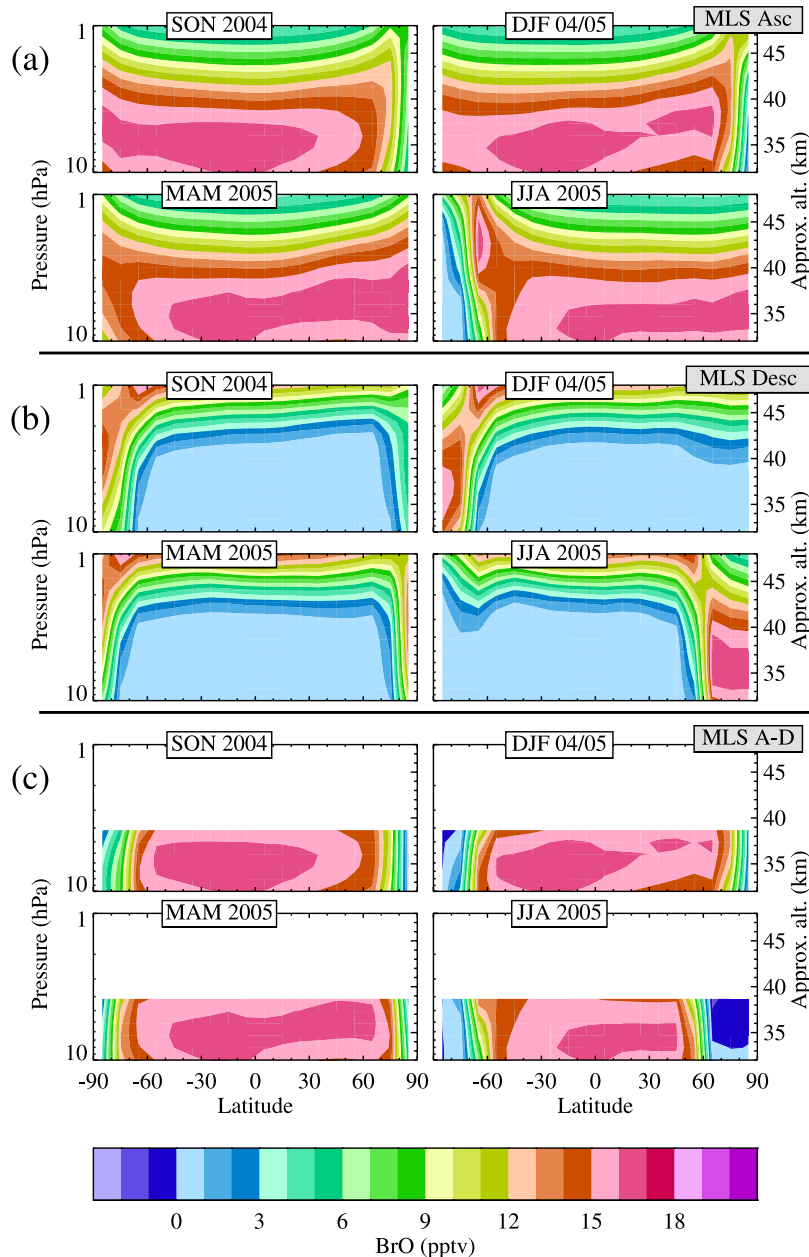 SON 2004
DJF 04/05
MLS Asc
(a)
1
10
Pressure (hPa)
45
40
35
Approx. alt. (km)
MAM 2005
JJA 2005
1
10
45
40
35
MLS Desc
(b)
SON 2004
DJF 04/05
1
10
Pressure (hPa)
45
40
35
Approx. alt. (km)
MAM 2005
JJA 2005
1
10
45
40
35
MLS A-D
(c)
SON 2004
DJF 04/05
1
10
Pressure (hPa)
45
40
35
Approx. alt. (km)
MAM 2005
JJA 2005
1
10
45
40
35
-90 -60 -30 0 30 60 90
-60 -30 0 30 60 90
Latitude
Latitude
0 3 6 9 12 15 18
BrO (pptv)